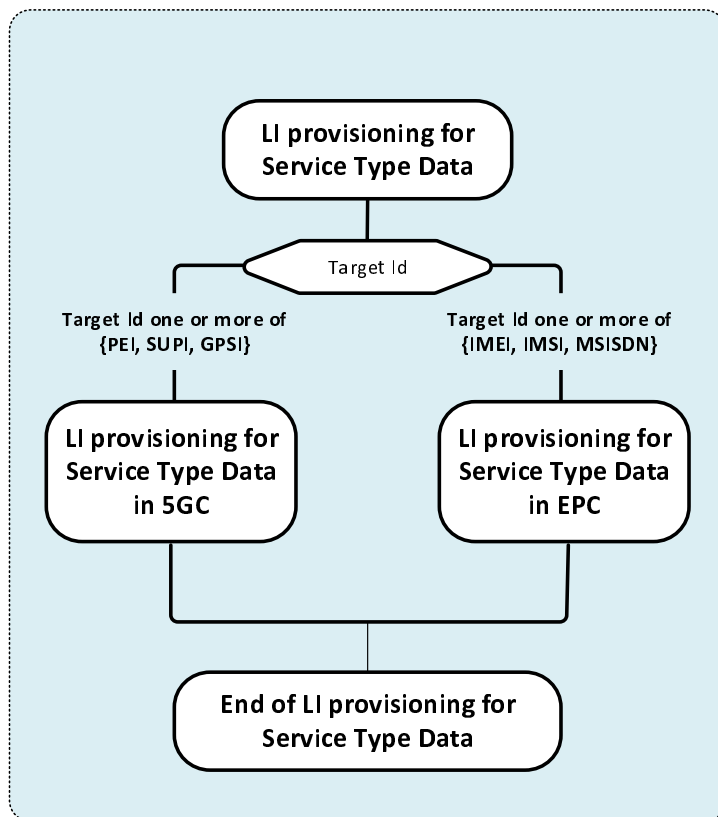 LI provisioning for
Service Type Data
Target Id
Target Id one or more of
{PEI, SUPI, GPSI}
Target Id one or more of
{IMEI, IMSI, MSISDN}
LI provisioning for
Service Type Data
in 5GC
LI provisioning for
Service Type Data
in EPC
End of LI provisioning for
Service Type Data